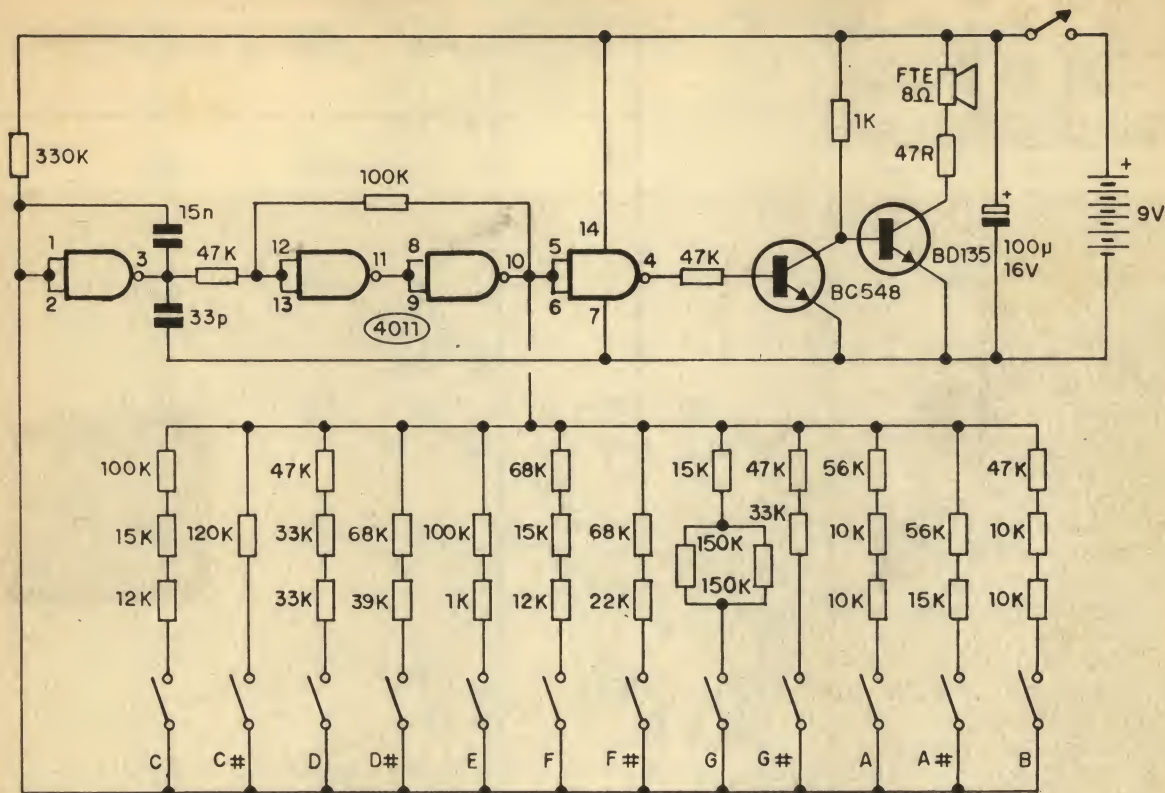 FTE
8Ω
1K
330K
47R
100K
15n
14
+
+
9V
1
12
8
5
3
47K
11
10
4
47K
100µ
16V
BD135
2
13
9
6
7
BC548
33p
4011
100K
47K
68K
15K
47K
56K
47K
15K
120K
33K
68K
100K
15K
68K
150K
33K
10K
56K
10K
12K
33K
39K
1K
12K
22K
150K
10K
15K
10K
C
C#
D
D#
E
F
F#
G
G#
A
A#
B